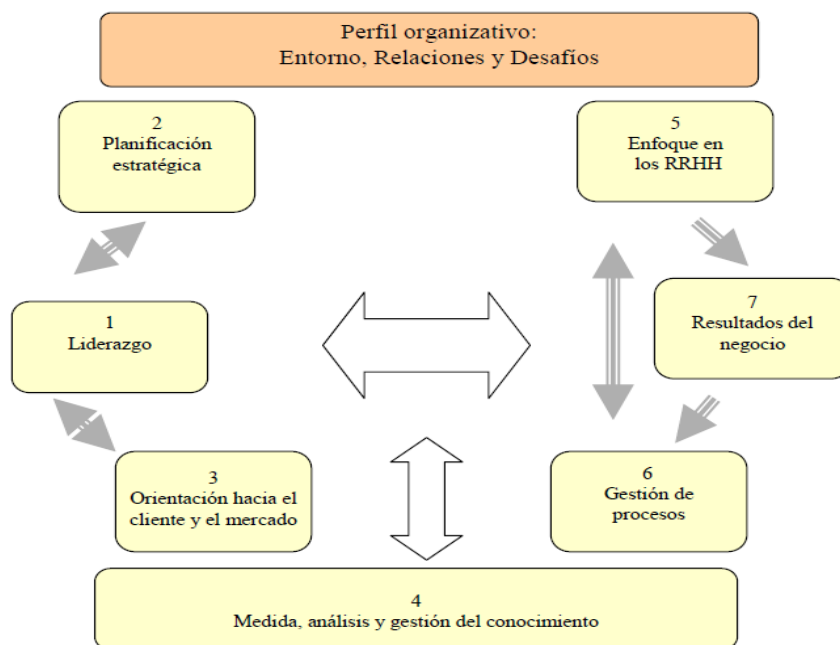 Perfil organizativo:
Entorno, Relaciones y Desafíos
2
Planificación
estratégica
5
Enfoque en
los RRHH
1
Liderazgo
7
Resultados del
negocio
3
Orientación hacia el
cliente y el mercado
6
Gestión de
procesos
4
Medida, análisis y gestión del conocimiento